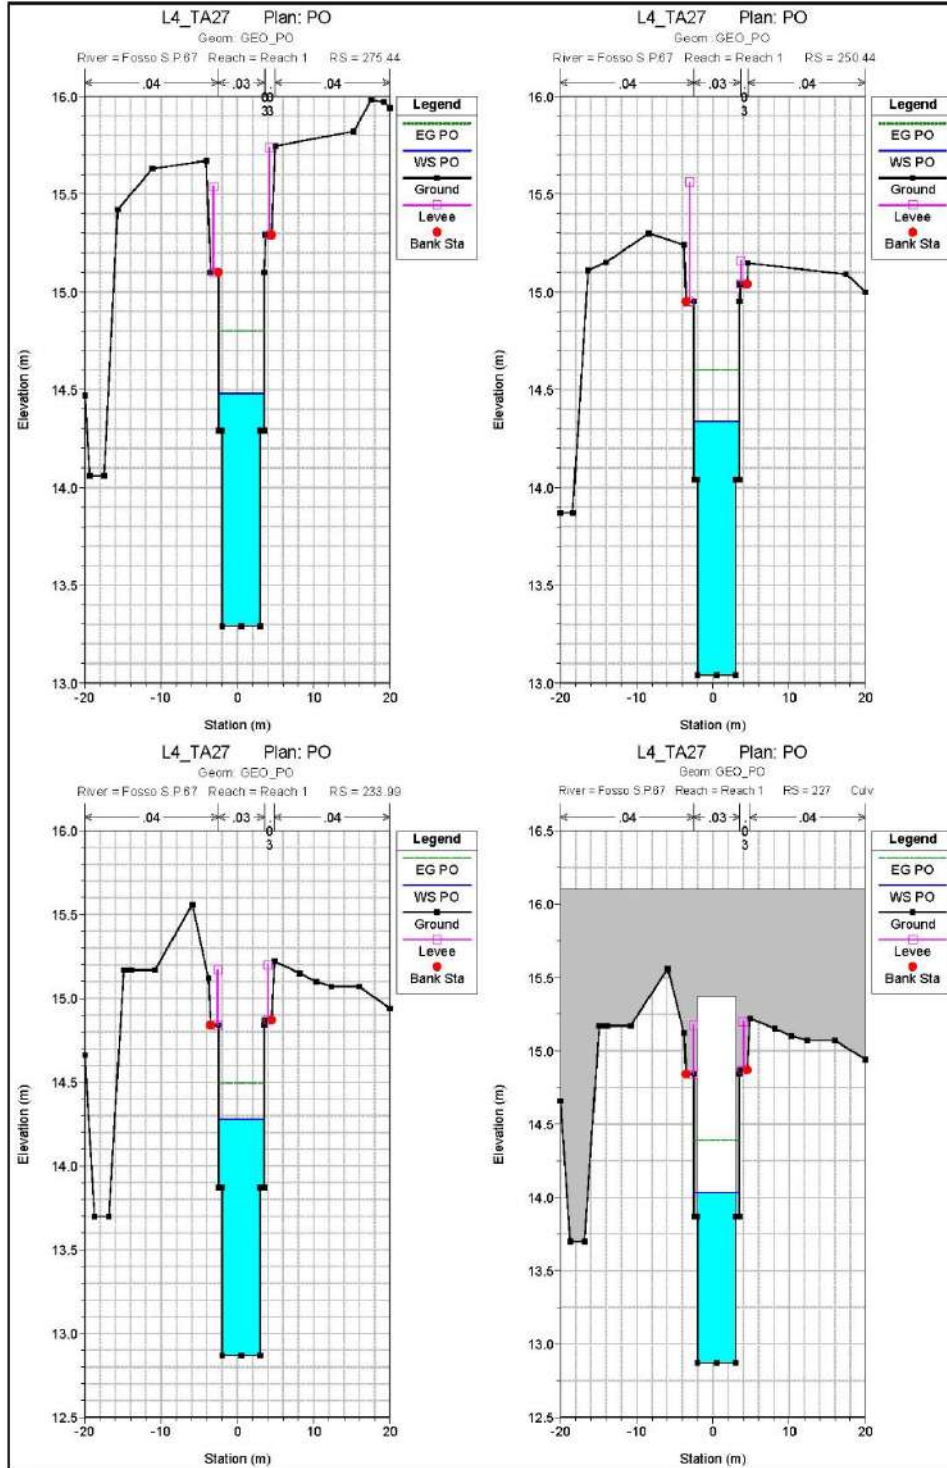 L4_TA27 Plan: PO
Geom: GEO_PO
River = Fosso S.P.67 Reach = Reach 1 RS = 275.44
.04 .03 .04
Legend
EG PO
WS PO
Ground
Levee
Bank Sta
16.0
15.5
15.0
14.5
14.0
13.5
13.0
Elevation (m)
-20 -10 0 10 20
Station (m)
L4_TA27 Plan: PO
Geom: GEO_PO
River = Fosso S.P.67 Reach = Reach 1 RS = 250.44
.04 .03 .03 .04
Legend
EG PO
WS PO
Ground
Levee
Bank Sta
16.0
15.5
15.0
14.5
14.0
13.5
13.0
Elevation (m)
-20 -10 0 10 20
Station (m)
L4_TA27 Plan: PO
Geom: GEO_PO
River = Fosso S.P.67 Reach = Reach 1 RS = 233.99
.04 .03 .03 .04
Legend
EG PO
WS PO
Ground
Levee
Bank Sta
16.0
15.5
15.0
14.5
14.0
13.5
13.0
12.5
Elevation (m)
-20 -10 0 10 20
Station (m)
L4_TA27 Plan: PO
Geom: GEO_PO
River = Fosso S.P.67 Reach = Reach 1 RS = 227 Culv
.04 .03 .03 .04
Legend
EG PO
WS PO
Ground
Levee
Bank Sta
16.5
16.0
15.5
15.0
14.5
14.0
13.5
13.0
12.5
Elevation (m)
-20 -10 0 10 20
Station (m)